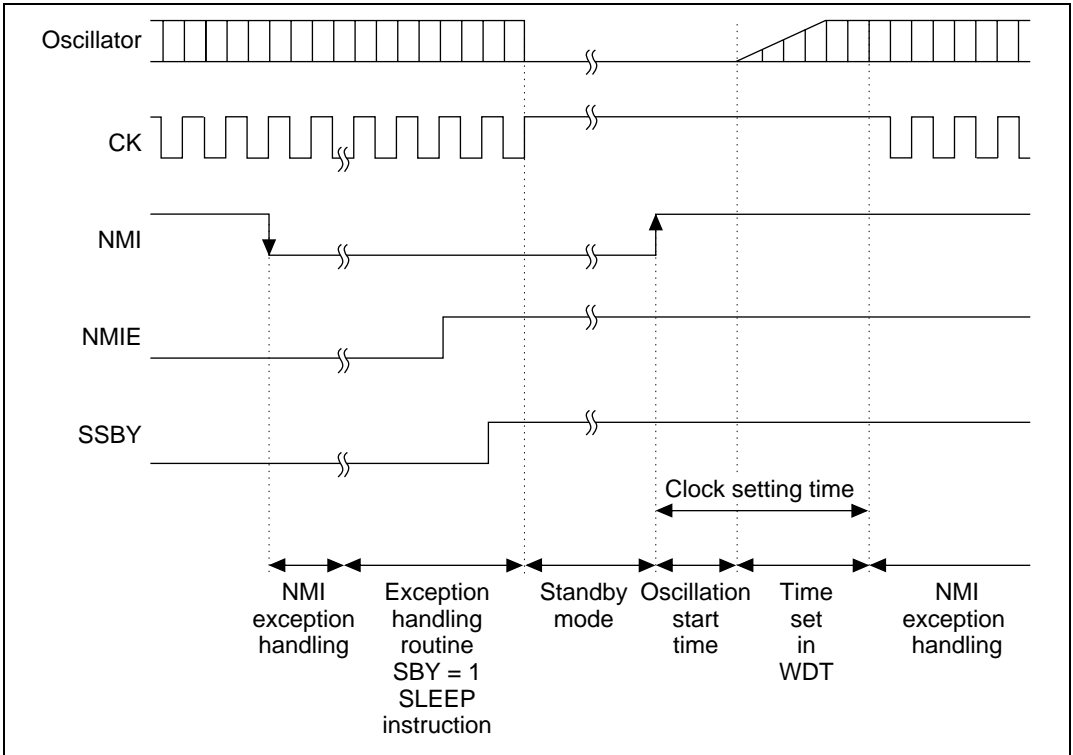 Oscillator
CK
NMI
NMIE
SSBY
Clock setting time
NMI
exception
handling
Exception
handling
routine
SBY = 1
SLEEP
instruction
Standby
mode
Oscillation
start
time
Time
set
in
WDT
NMI
exception
handling